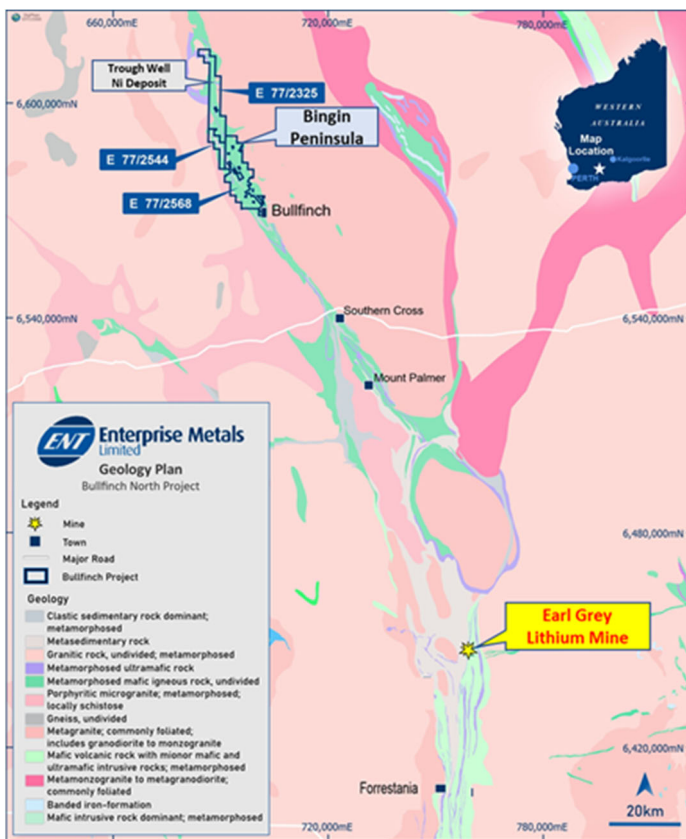 660,000mE
720,000mE
780,000mE
Trough Well
Ni Deposit
E 77/2325
6,600,000mN
Bingin
Peninsula
E 77/2544
E 77/2568
Bullfinch
WESTERN
AUSTRALIA
Map
Location
Kalgoorlie
PERTH
Southern Cross
6,540,000mN
6,540,000mN
Mount Palmer
ENT
Enterprise Metals
Limited
Geology Plan
Bullfinch North Project
Legend
Mine
Town
Major Road
Bullfinch Project
Geology
Clastic sedimentary rock dominant;
metamorphosed
Metasedimentary rock
Granitic rock, undivided; metamorphosed
Metamorphosed ultramafic rock
Metamorphosed mafic igneous rock, undivided
Porphyritic microgranite; metamorphosed;
locally schistose
Gneiss, undivided
Metagranite; commonly foliated;
includes granodiorite to monzogranite
Mafic volcanic rock with mionor mafic and
ultramafic intrusive rocks; metamorphosed
Metamonzogranite to metagranodiorite;
commonly foliated
Banded iron-formation
Mafic intrusive rock dominant; metamorphosed
6,480,000mN
Earl Grey
Lithium Mine
6,420,000mN
Forrestania
20km
720,000mE
780,000mE